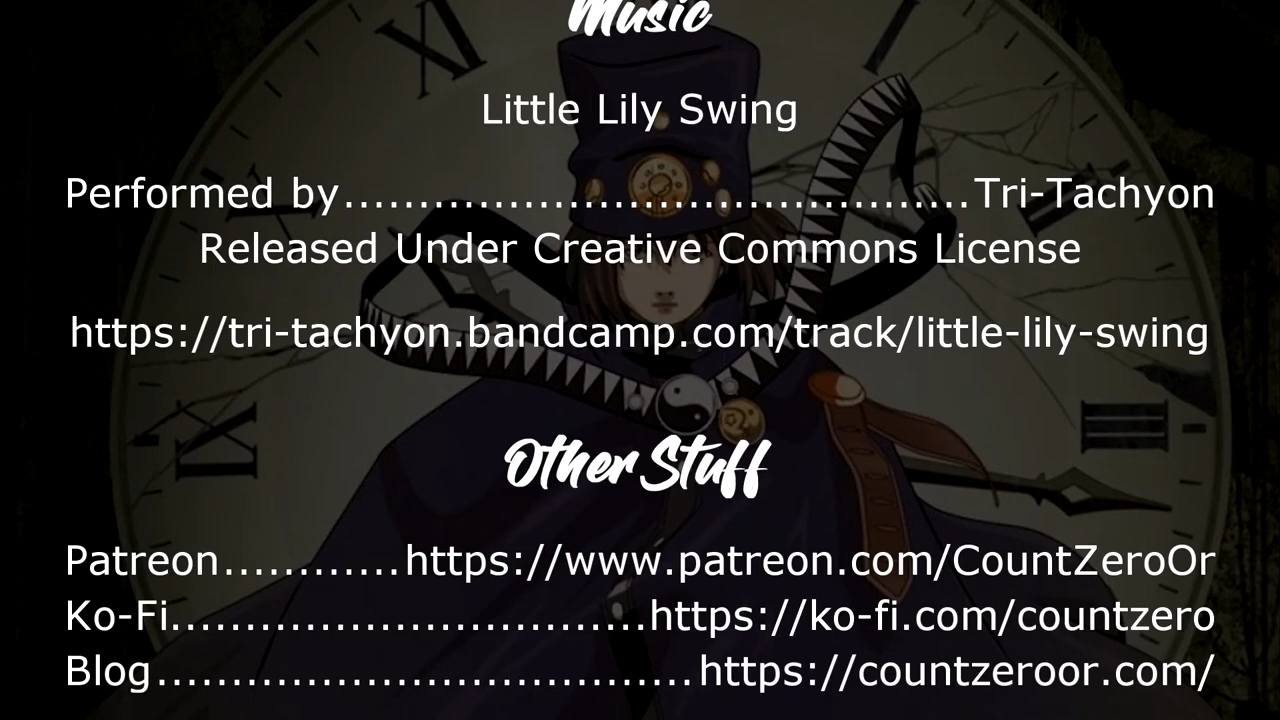 Music
Little Lily Swing
Performed by..........................................Tri-Tachyon
Released Under Creative Commons License
https://tri-tachyon.bandcamp.com/track/little-lily-swing
Other Stuff
Patreon............https://www.patreon.com/CountZeroOr
Ko-Fi................................https://ko-fi.com/countzero
Blog....................................https://countzeroor.com/